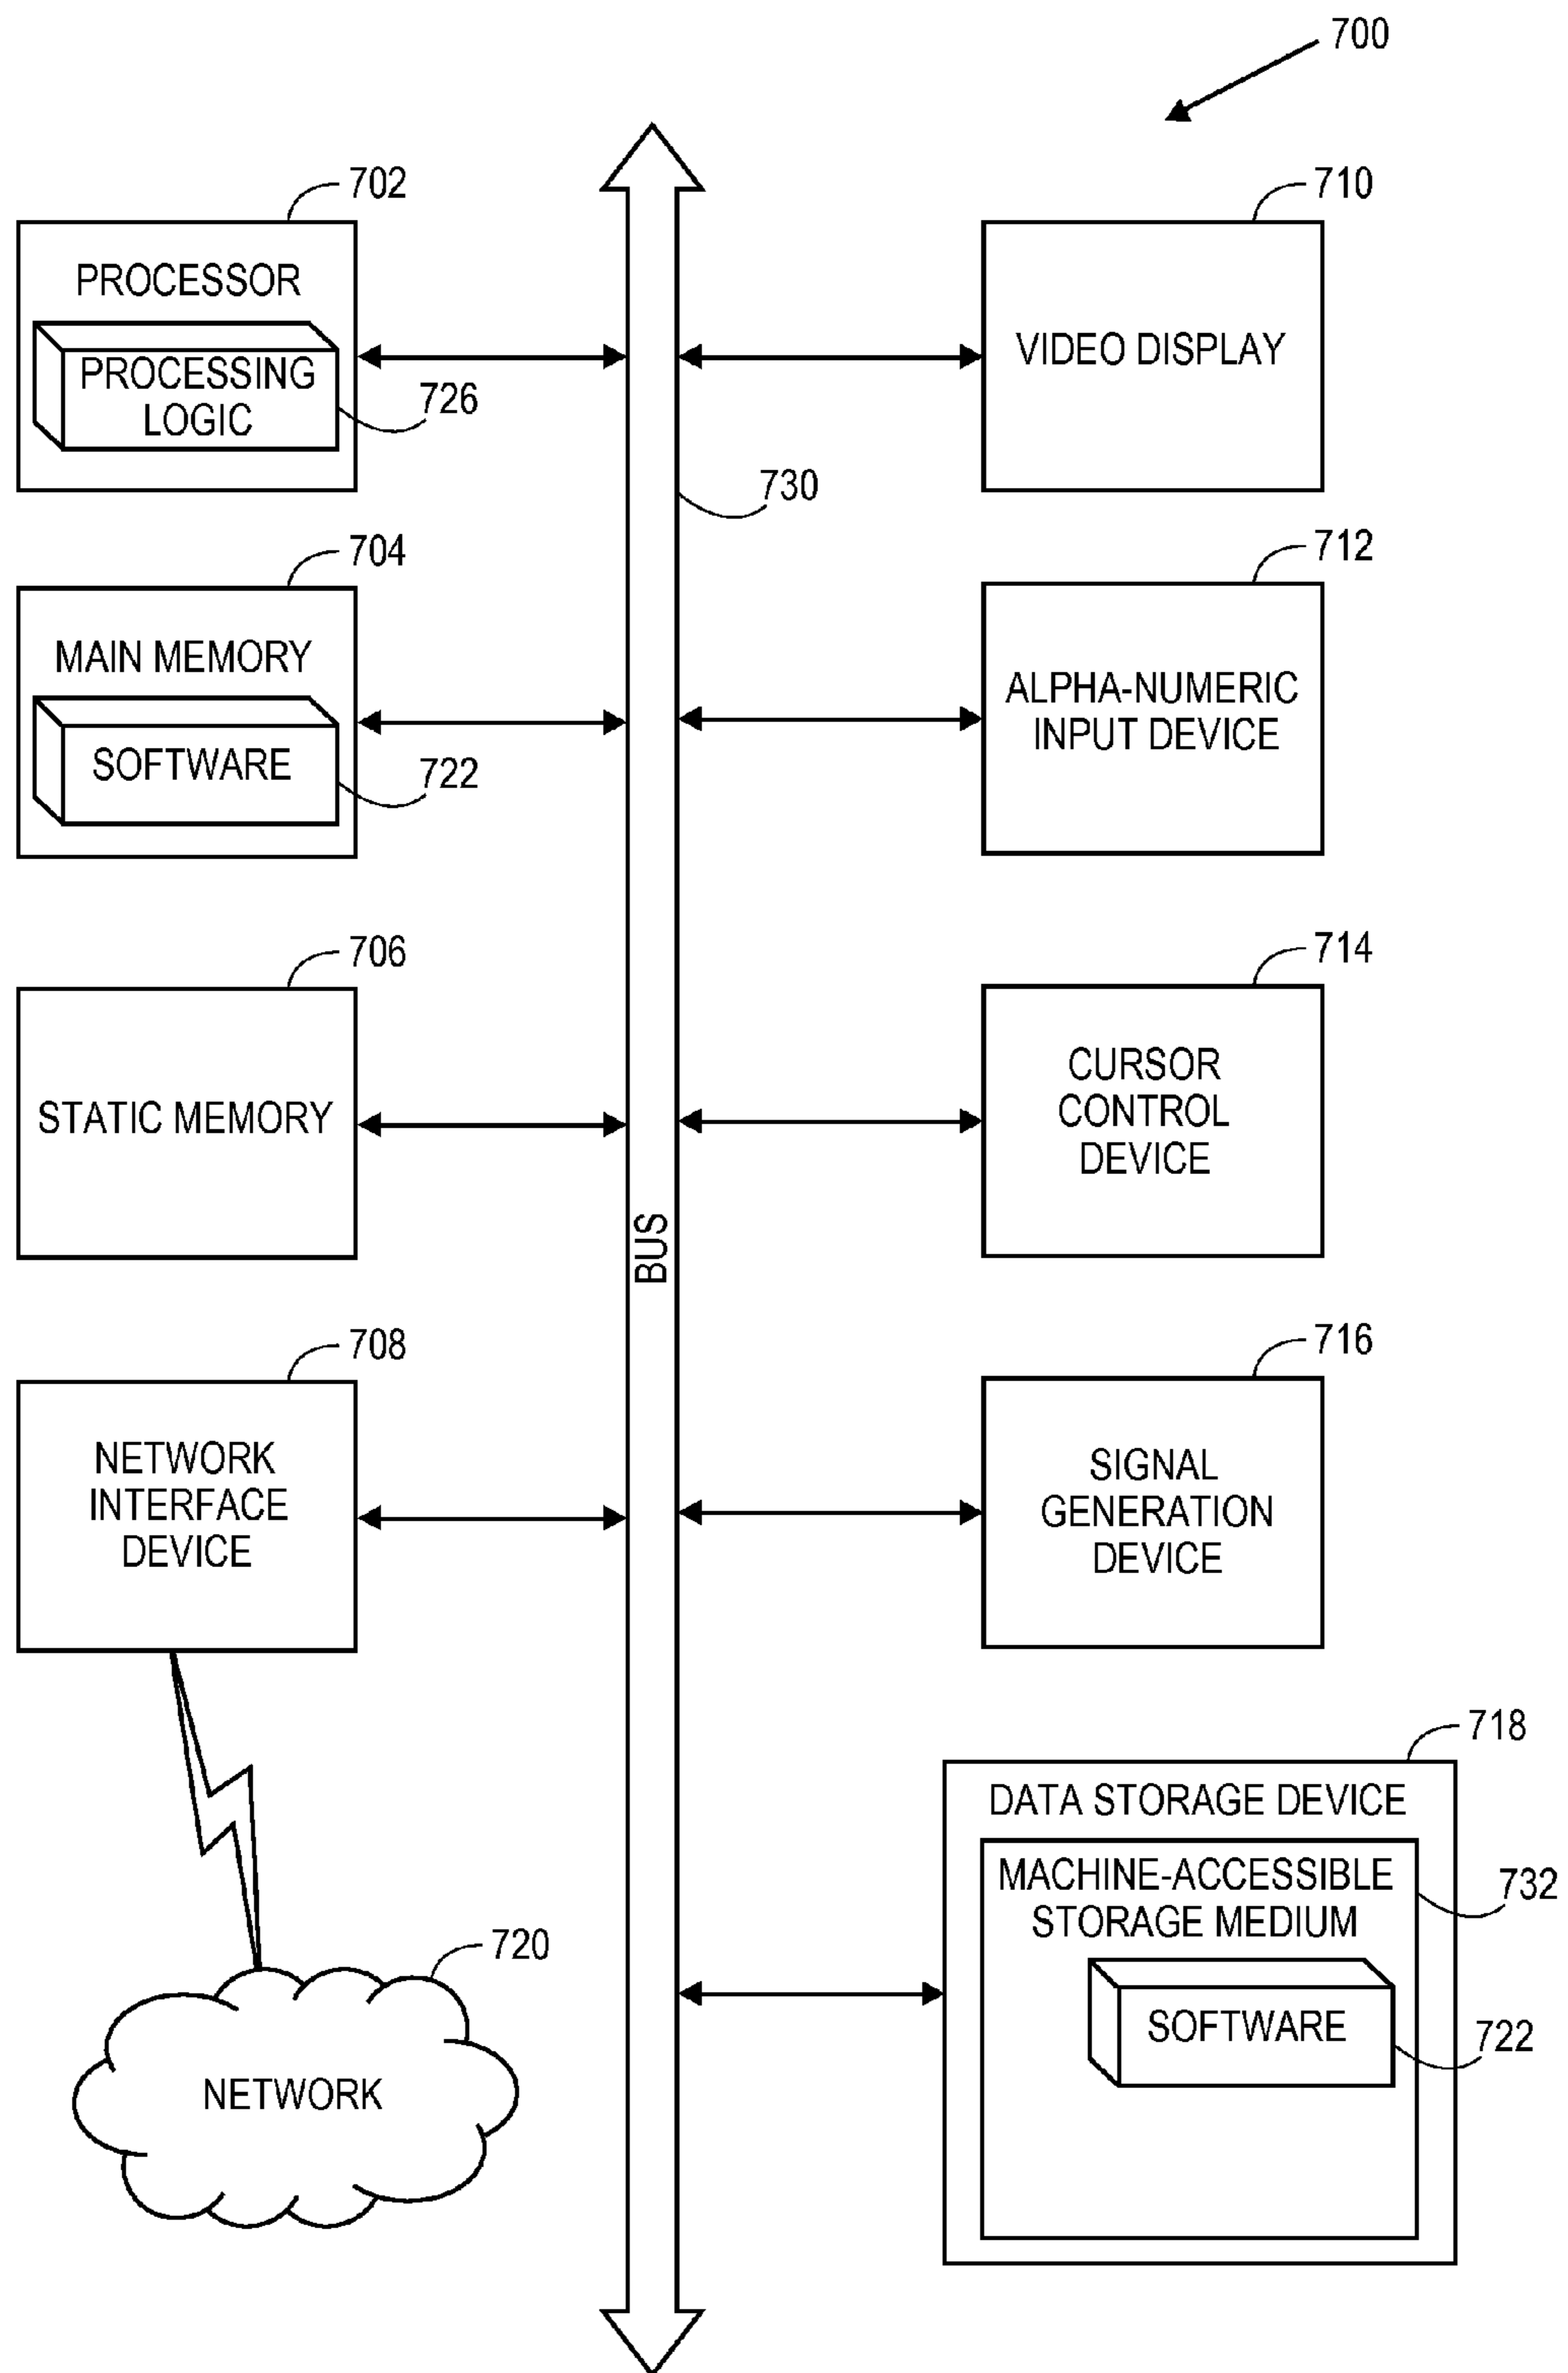 700
702
PROCESSOR
PROCESSING
LOGIC
726
704
MAIN MEMORY
SOFTWARE
722
706
STATIC MEMORY
708
NETWORK
INTERFACE
DEVICE
720
NETWORK
730
BUS
710
VIDEO DISPLAY
712
ALPHA-NUMERIC
INPUT DEVICE
714
CURSOR
CONTROL
DEVICE
716
SIGNAL
GENERATION
DEVICE
718
DATA STORAGE DEVICE
MACHINE-ACCESSIBLE
STORAGE MEDIUM
732
SOFTWARE
722